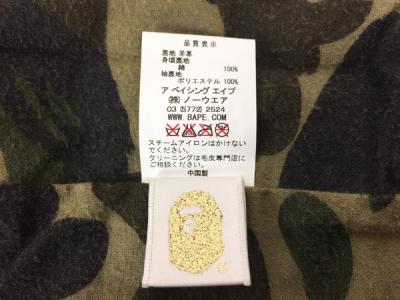 品質表示
表地 羊革
身頃裏地
綿 100%
袖裏地
ポリエステル 100%
ア ベイシング エイプ
㈱ ノーウエア
03 (5772) 2524
WWW.BAPE.COM
スチームアイロンはかけない
でください。
クリーニングは毛皮専門店に
ご相談ください。
中国製